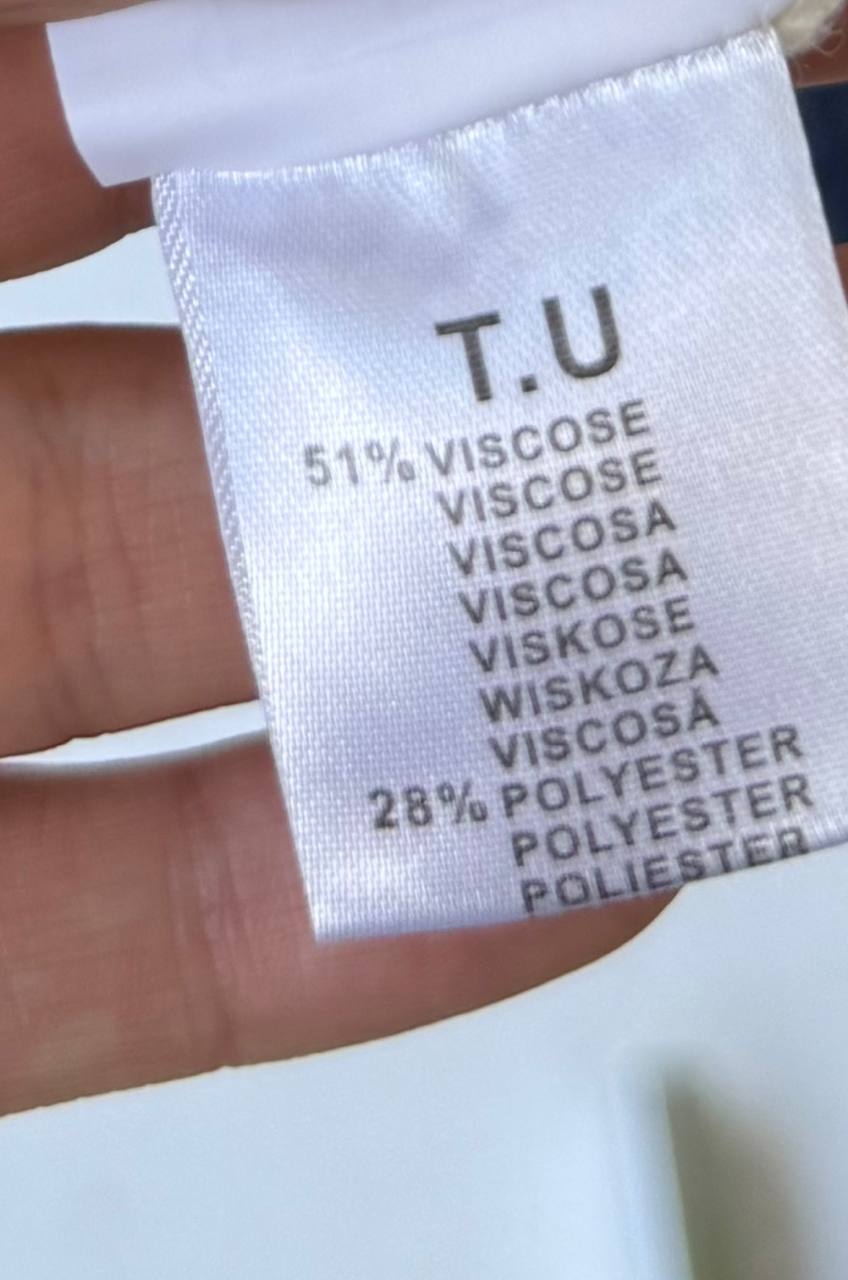 T.U
51% VISCOSE
VISCOSE
VISCOSA
VISCOSA
VISKOSE
WISKOZA
VISCOSĂ
28% POLYESTER
POLYESTER
POLIESTER